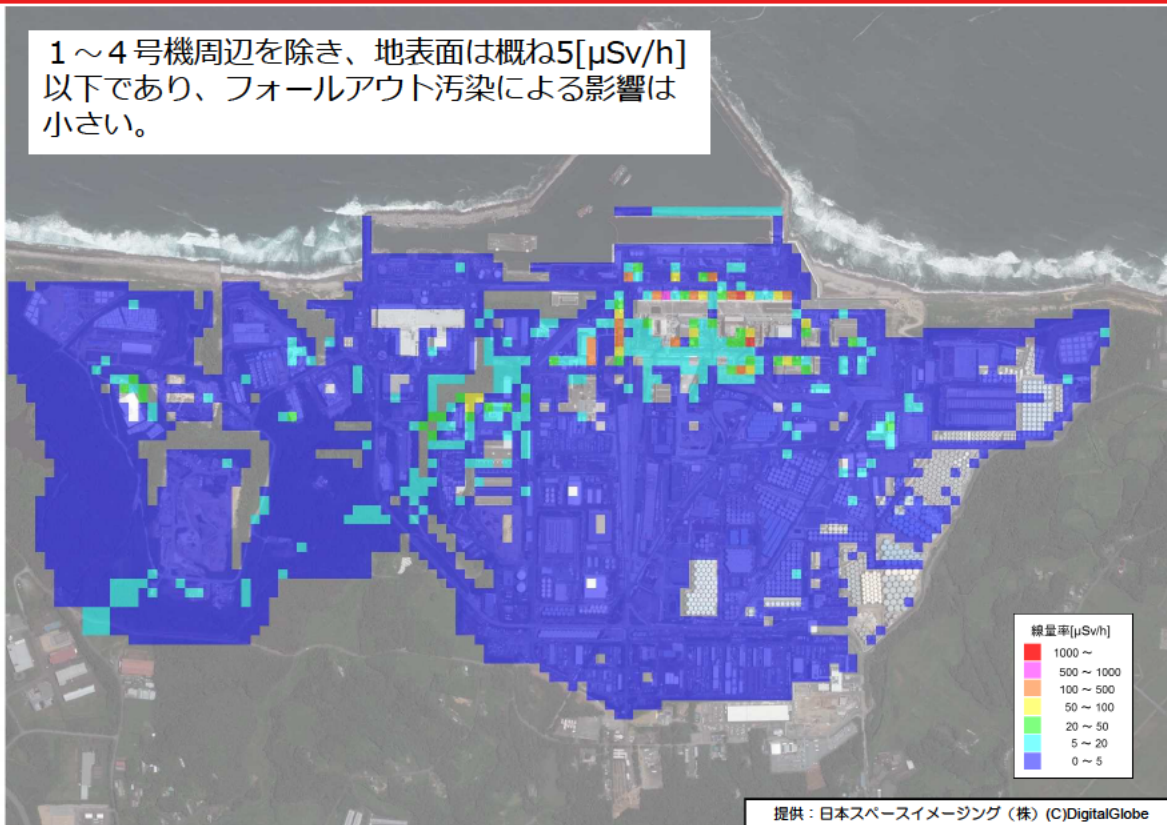 １～４号機周辺を除き、地表面は概ね5[μSv/h]
以下であり、フォールアウト汚染による影響は
小さい。
線量率[μSv/h]
1000 ～
500 ～ 1000
100 ～ 500
50 ～ 100
20 ～ 50
5 ～ 20
0 ～ 5
提供：日本スペースイメージング（株）(C)DigitalGlobe